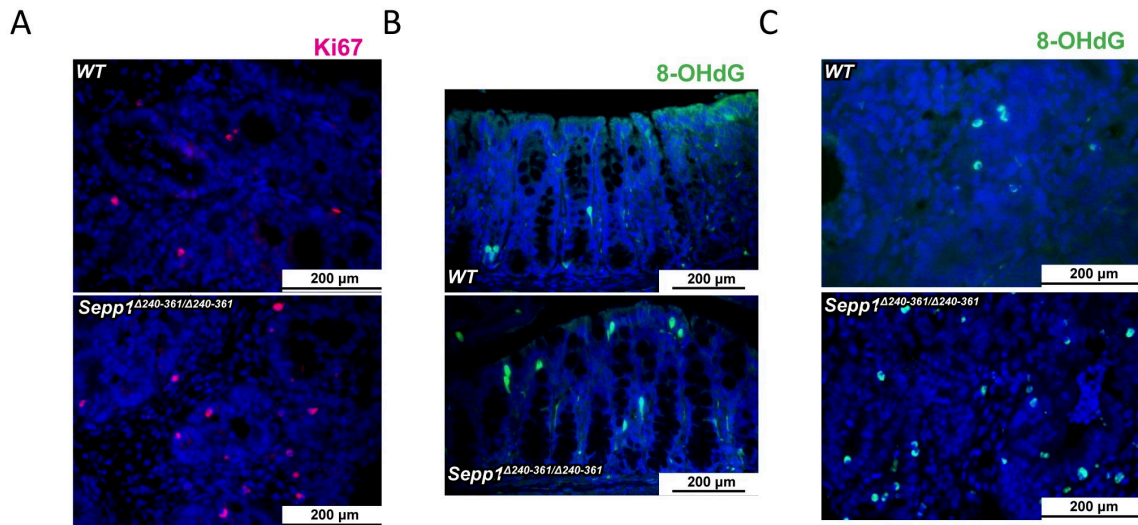 A
Ki67
WT
200 µm
Sepp1Δ240-361/Δ240-361
200 µm
B
8-OHdG
WT
200 µm
Sepp1Δ240-361/Δ240-361
200 µm
C
8-OHdG
WT
200 µm
Sepp1Δ240-361/Δ240-361
200 µm